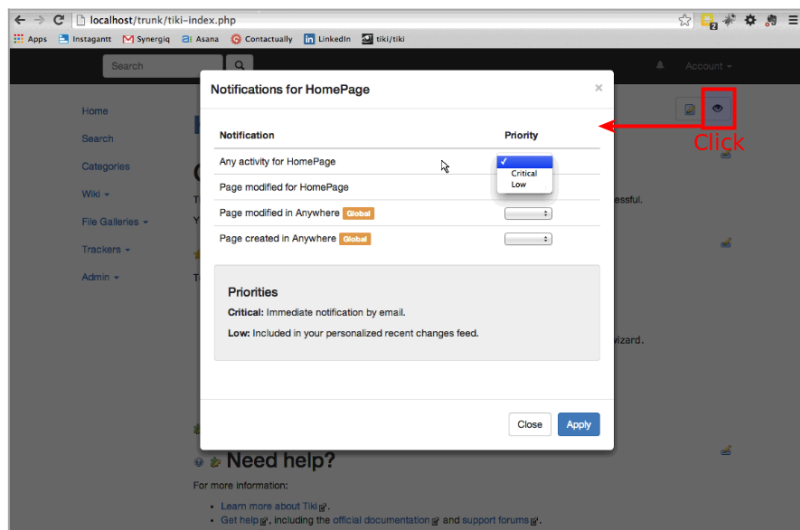 localhost/trunk/tiki-index.php
2
Apps Instagantt Synergiq Asana Contactually LinkedIn tiki/tiki
Search Account
Notifications for HomePage ×
Home
Notification Priority
Click
Search
Any activity for HomePage
Categories
Critical
Page modified for HomePage
Low
Wiki
essful.
Page modified in Anywhere Global
File Galleries
Page created in Anywhere Global
Trackers
Admin
Priorities
Critical: Immediate notification by email.
Low: Included in your personalized recent changes feed.
wizard.
Close Apply
Need help?
For more information:
Learn more about Tiki.
Get help, including the official documentation and support forums.